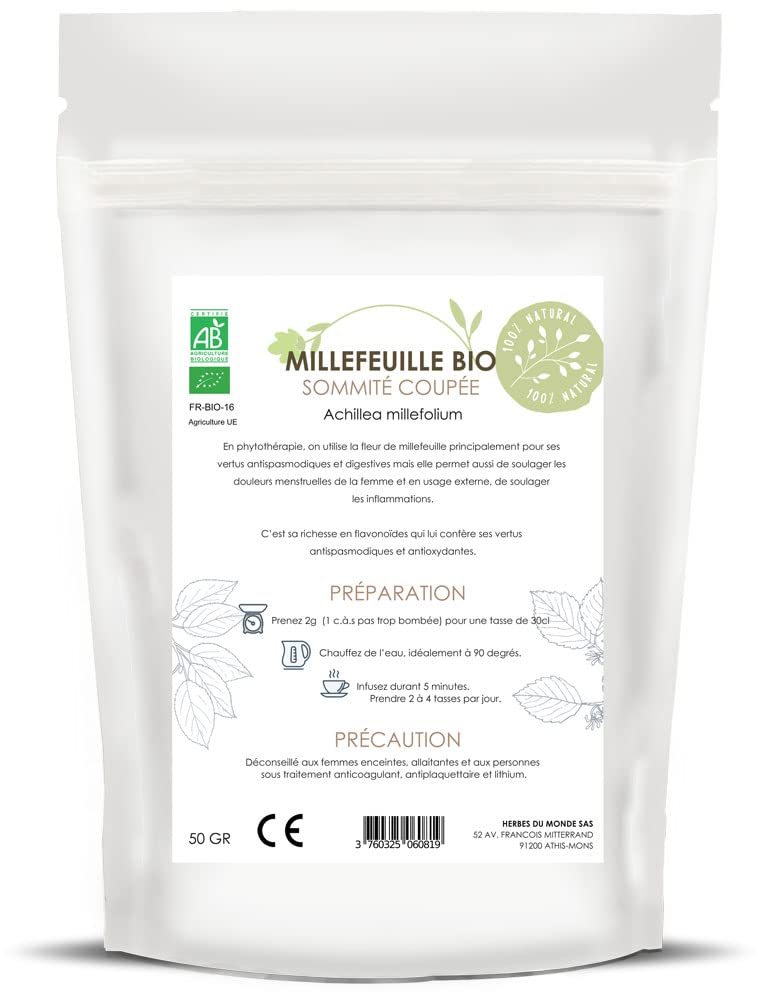 CERTIFIÉ
AB
AGRICULTURE
BIOLOGIQUE
FR-BIO-16
Agriculture UE
MILLEFEUILLE BIO
SOMMITÉ COUPÉE
Achillea millefolium
100% NATURAL
100% NATURAL
En phytothérapie, on utilise la fleur de millefeuille principalement pour ses
vertus antispasmodiques et digestives mais elle permet aussi de soulager les
douleurs menstruelles de la femme et en usage externe, de soulager
les inflammations.
C'est sa richesse en flavonoïdes qui lui confère ses vertus
antispasmodiques et antioxydantes.
PRÉPARATION
Prenez 2g (1 c.à.s pas trop bombée) pour une tasse de 30cl
Chauffez de l'eau, idéalement à 90 degrés.
Infusez durant 5 minutes.
Prendre 2 à 4 tasses par jour.
PRÉCAUTION
Déconseillé aux femmes enceintes, allaitantes et aux personnes
sous traitement anticoagulant, antiplaquettaire et lithium.
50 GR
CE
3 760325 060819
HERBES DU MONDE SAS
52 AV. FRANCOIS MITTERRAND
91200 ATHIS-MONS